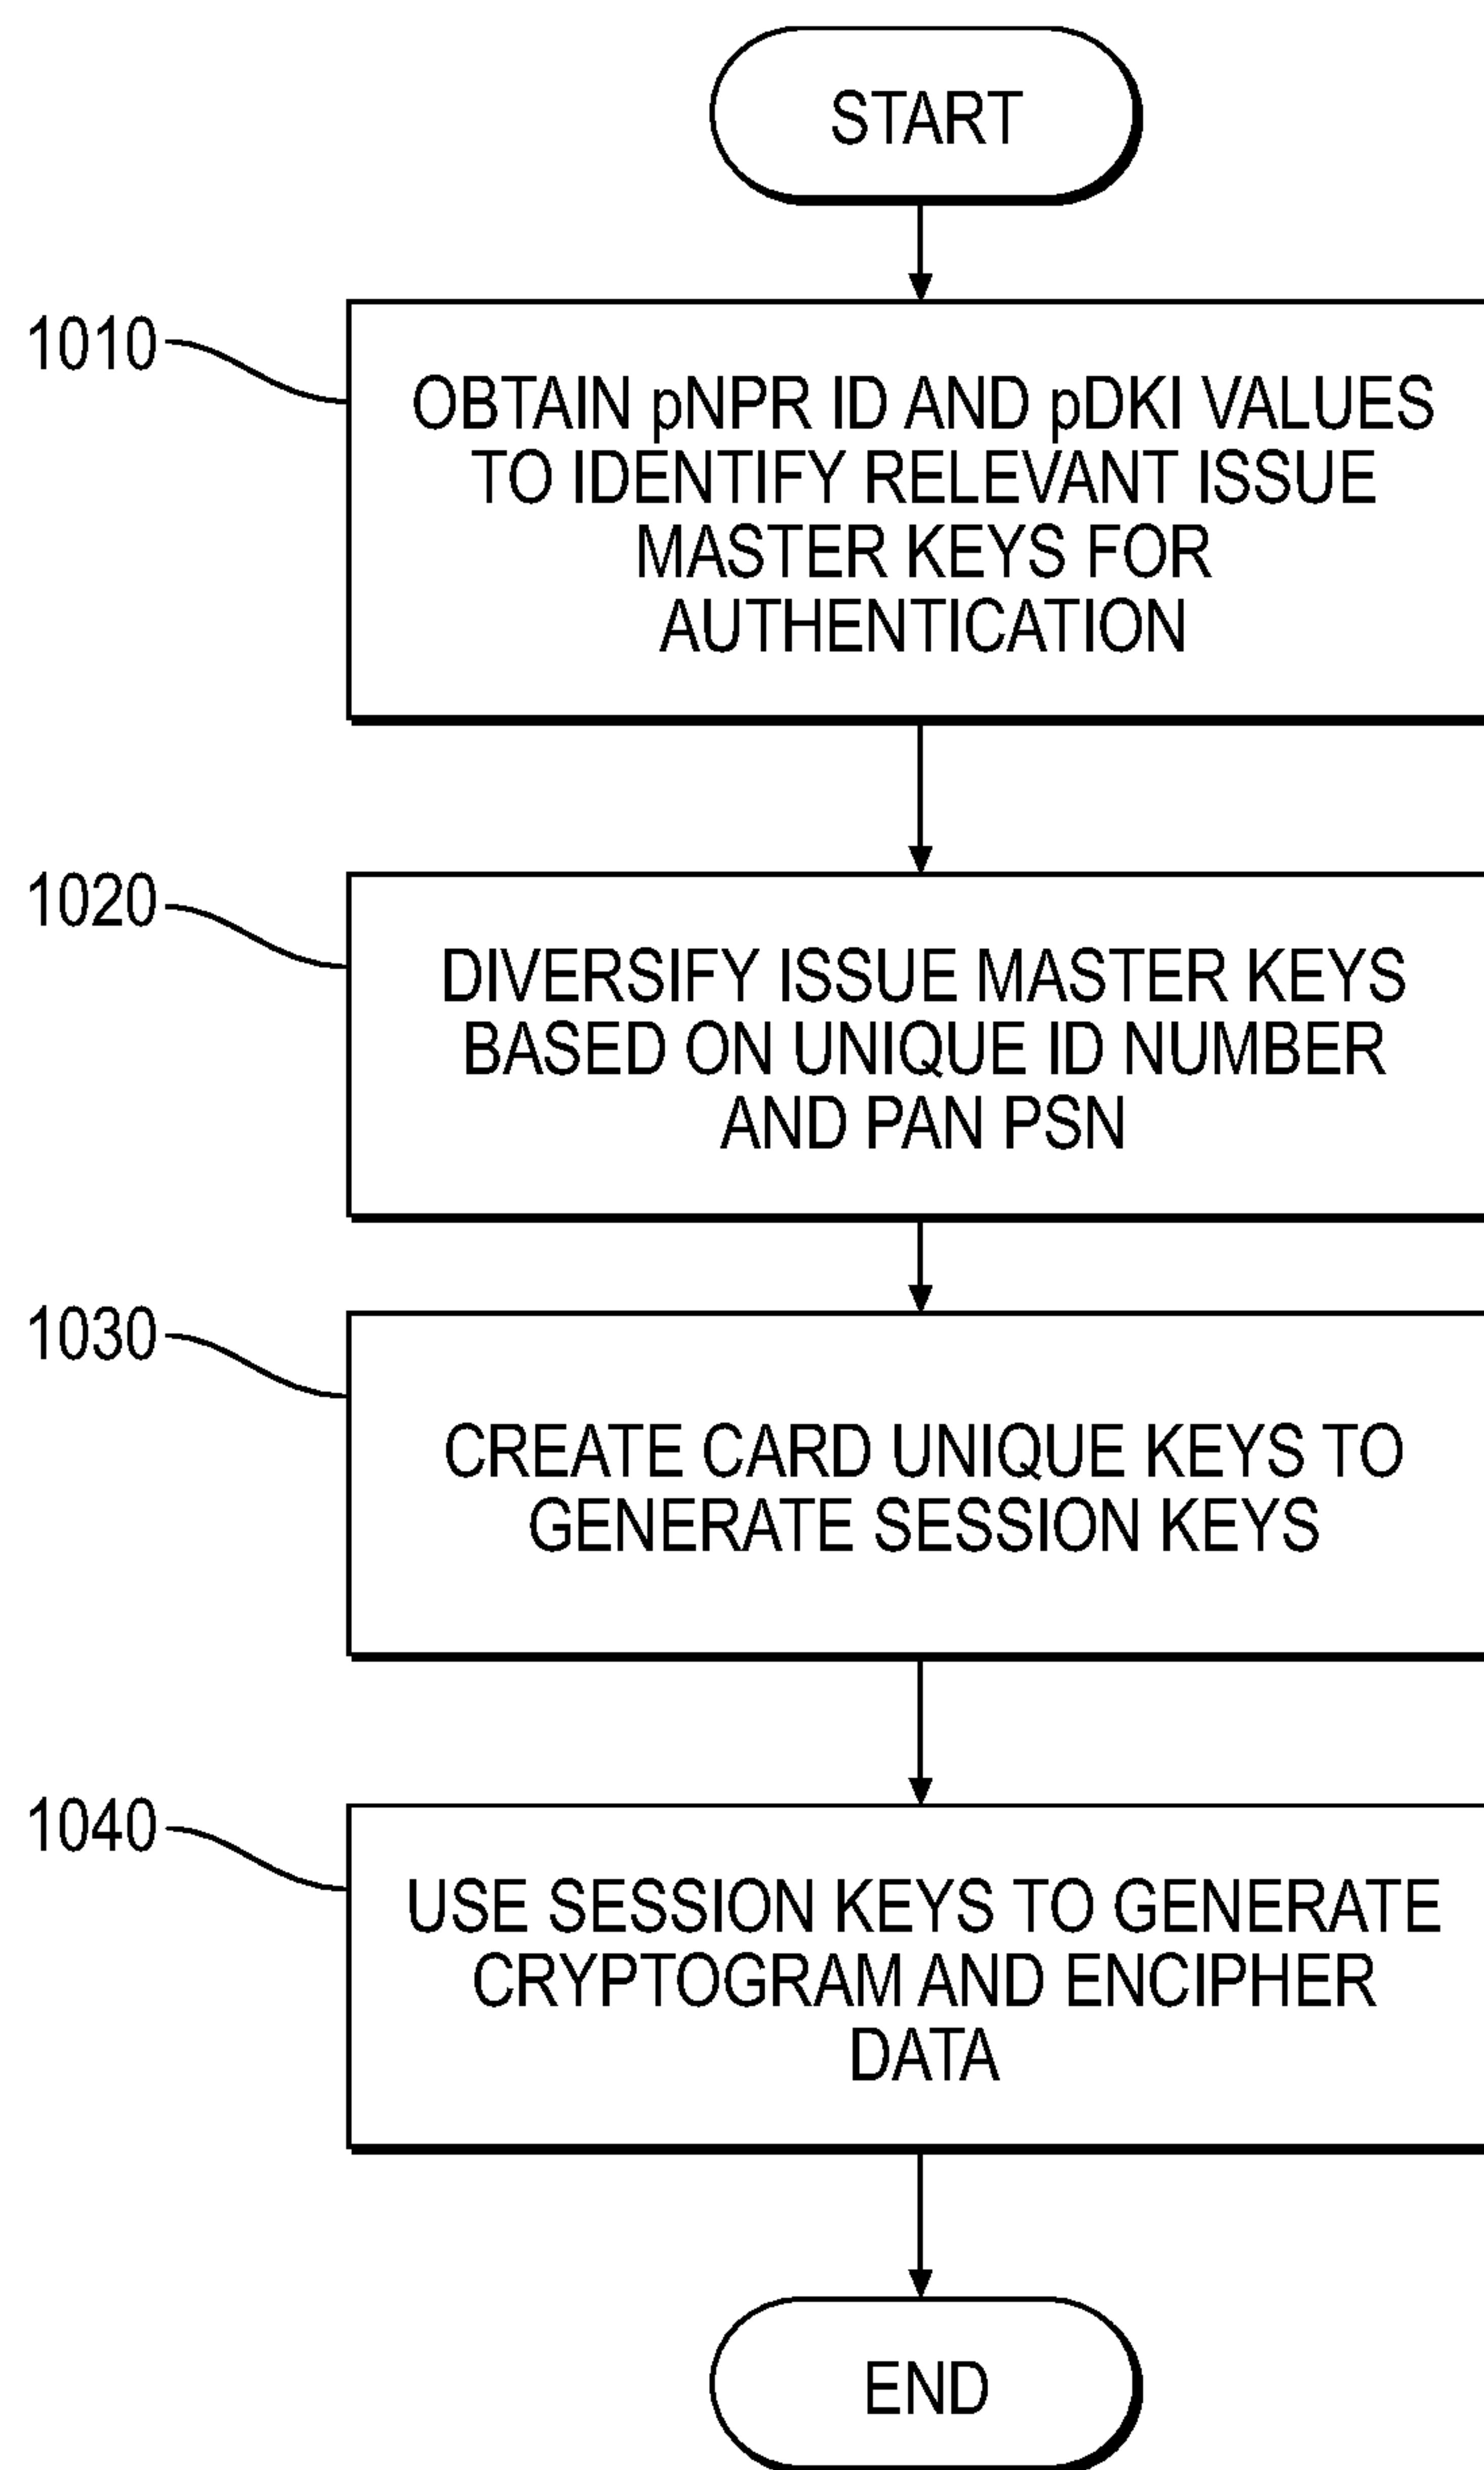 START
1010
OBTAIN pNPR ID AND pDKI VALUES
TO IDENTIFY RELEVANT ISSUE
MASTER KEYS FOR
AUTHENTICATION
1020
DIVERSIFY ISSUE MASTER KEYS
BASED ON UNIQUE ID NUMBER
AND PAN PSN
1030
CREATE CARD UNIQUE KEYS TO
GENERATE SESSION KEYS
1040
USE SESSION KEYS TO GENERATE
CRYPTOGRAM AND ENCIPHER
DATA
END